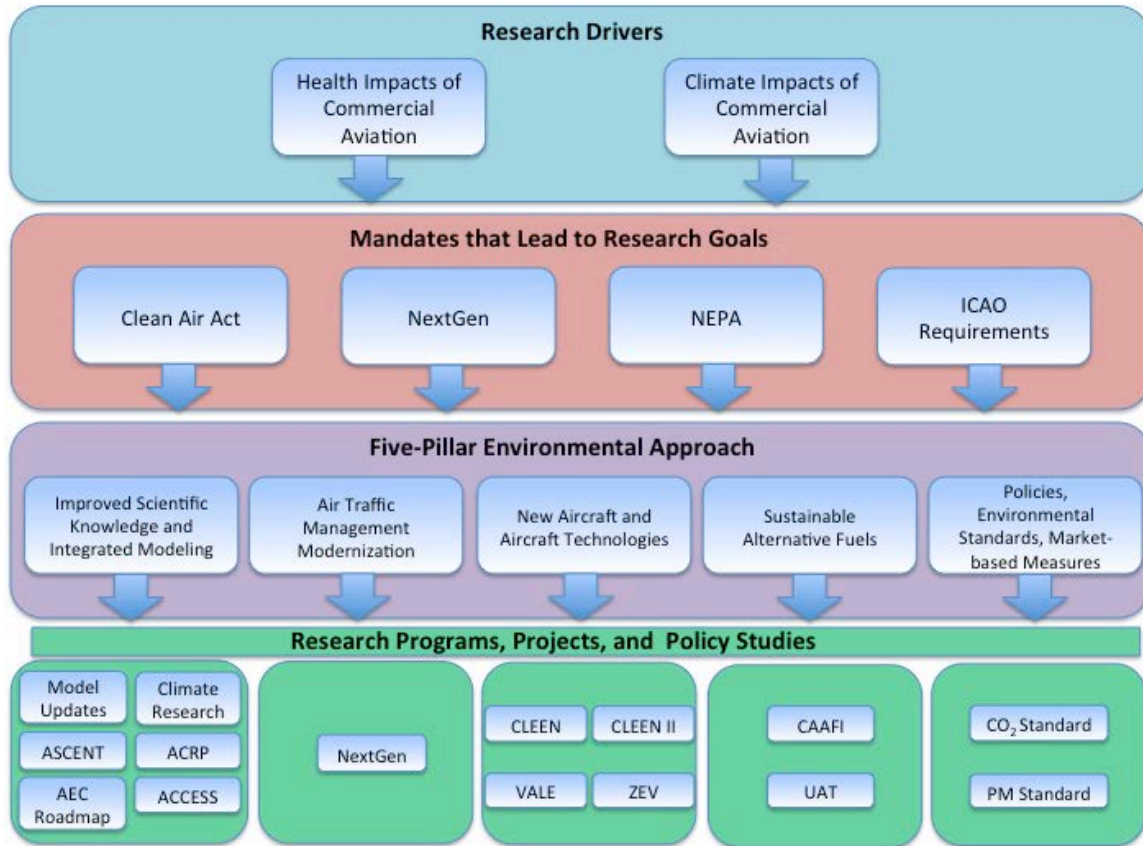 Research Drivers
Health Impacts of
Commercial
Aviation
Climate Impacts of
Commercial
Aviation
Mandates that Lead to Research Goals
Clean Air Act
NextGen
NEPA
ICAO
Requirements
Five-Pillar Environmental Approach
Improved Scientific
Knowledge and
Integrated Modeling
Air Traffic
Management
Modernization
New Aircraft and
Aircraft Technologies
Sustainable
Alternative Fuels
Policies,
Environmental
Standards, Market-
based Measures
Research Programs, Projects, and Policy Studies
Model
Updates
Climate
Research
ASCENT
ACRP
AEC
Roadmap
ACCESS
NextGen
CLEEN
CLEEN II
VALE
ZEV
CAAFI
UAT
CO₂ Standard
PM Standard